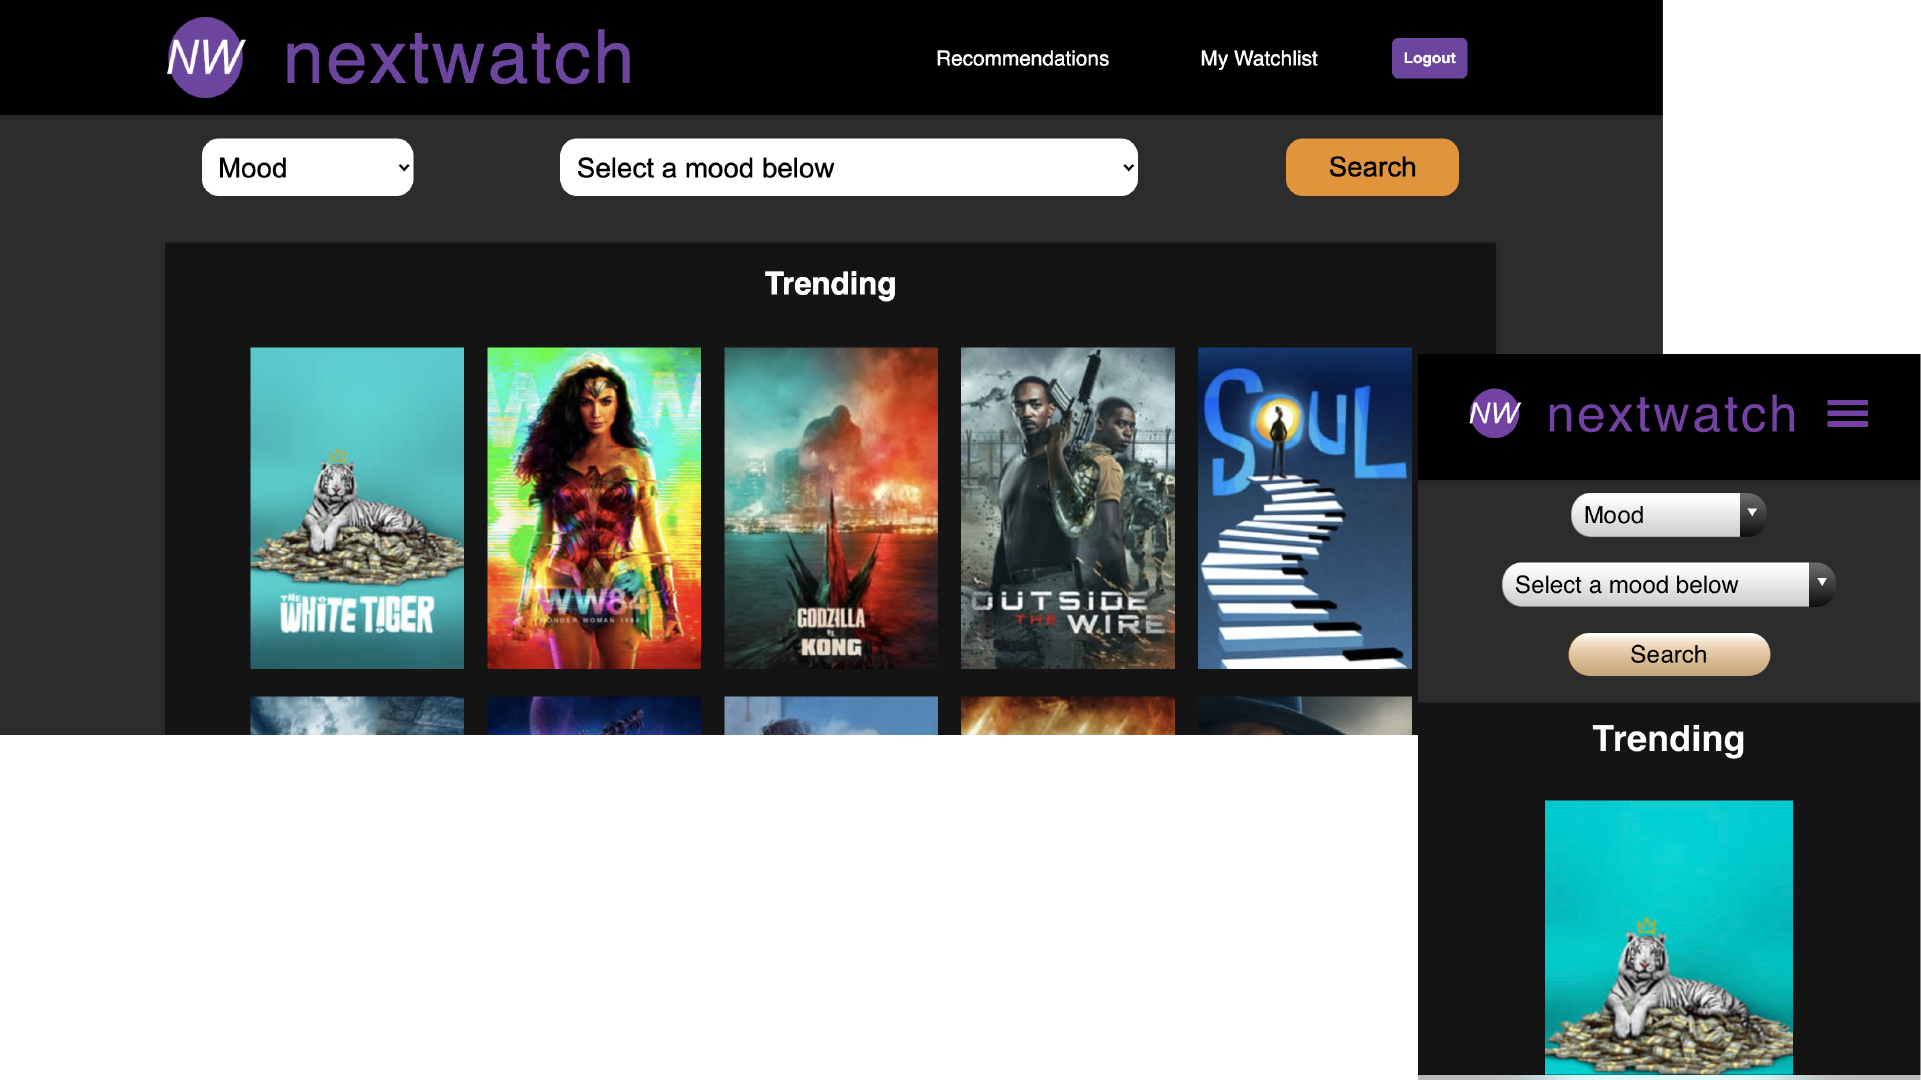 NW nextwatch Recommendations My Watchlist Logout
Mood Select a mood below Search
Trending
THE WHITE TIGER
WW84
WONDER WOMAN 1984
GODZILLA
vs.
KONG
OUTSIDE
THE WIRE
SOUL
NW nextwatch
Mood
Select a mood below
Search
Trending